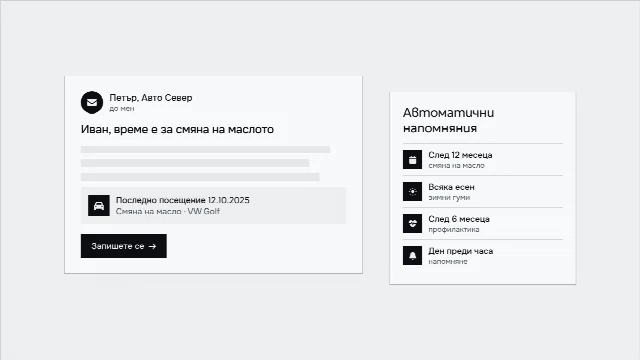 Петър, Авто Север
до мен
Иван, време е за смяна на маслото
Последно посещение 12.10.2025
Смяна на масло · VW Golf
Запишете се →
Автоматични
напомняния
След 12 месеца
смяна на масло
Всяка есен
зимни гуми
След 6 месеца
профилактика
Ден преди часа
напомняне